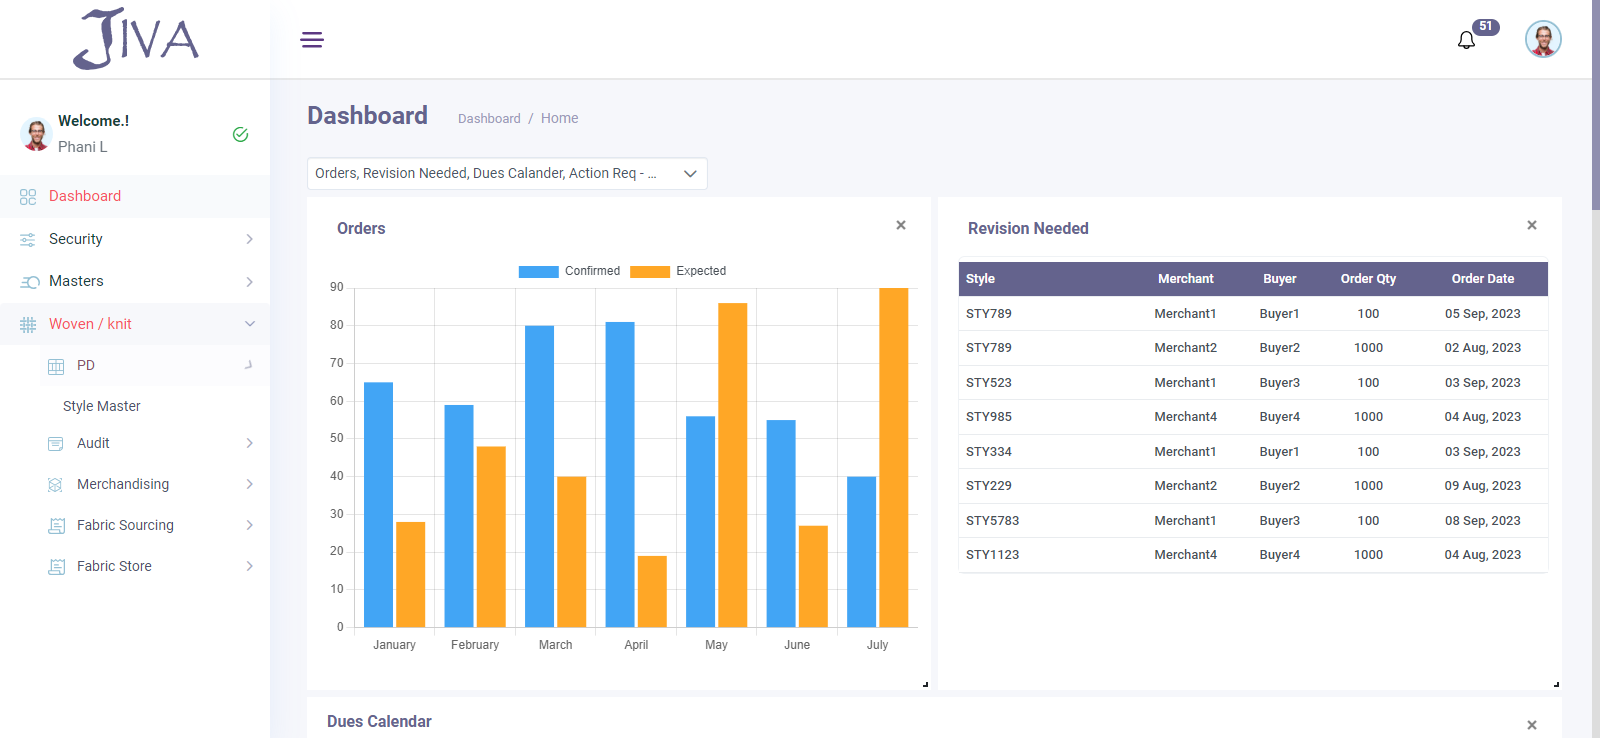 JIVA
51
Welcome.!
Phani L
Dashboard
Security
Masters
Woven / knit
PD
Style Master
Audit
Merchandising
Fabric Sourcing
Fabric Store
Dashboard
Dashboard / Home
Orders, Revision Needed, Dues Calander, Action Req - ...
Orders
Confirmed Expected
90
80
70
60
50
40
30
20
10
0
January February March April May June July
Revision Needed
Style Merchant Buyer Order Qty Order Date
STY789 Merchant1 Buyer1 100 05 Sep, 2023
STY789 Merchant2 Buyer2 1000 02 Aug, 2023
STY523 Merchant1 Buyer3 100 03 Sep, 2023
STY985 Merchant4 Buyer4 1000 04 Aug, 2023
STY334 Merchant1 Buyer1 100 03 Sep, 2023
STY229 Merchant2 Buyer2 1000 09 Aug, 2023
STY5783 Merchant1 Buyer3 100 08 Sep, 2023
STY1123 Merchant4 Buyer4 1000 04 Aug, 2023
Dues Calendar